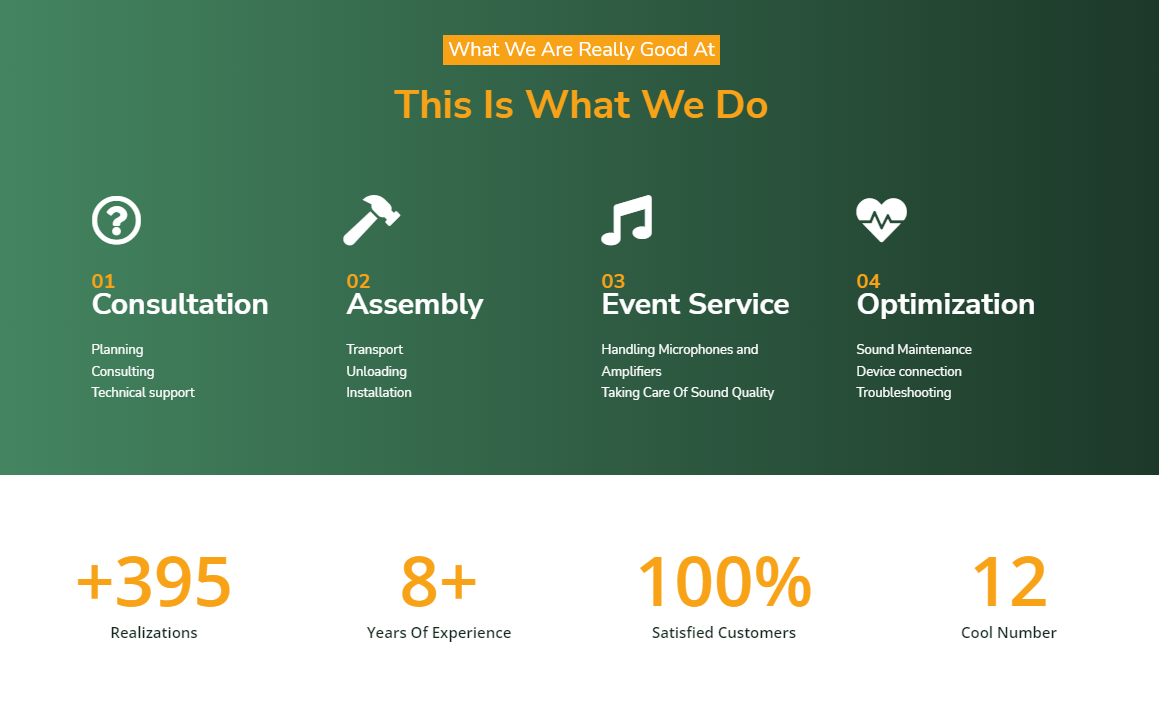 What We Are Really Good At
This Is What We Do
01
Consultation
Planning
Consulting
Technical support
02
Assembly
Transport
Unloading
Installation
03
Event Service
Handling Microphones and
Amplifiers
Taking Care Of Sound Quality
04
Optimization
Sound Maintenance
Device connection
Troubleshooting
+395
Realizations
8+
Years Of Experience
100%
Satisfied Customers
12
Cool Number